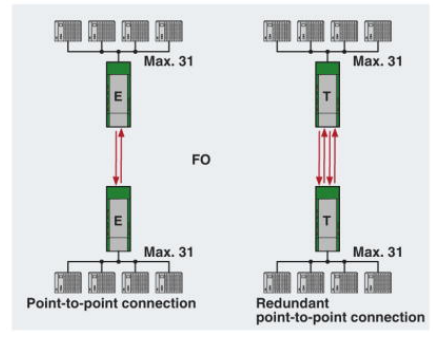 Max. 31
Max. 31
E
T
FO
E
T
Max. 31
Max. 31
Point-to-point connection
Redundant
point-to-point connection